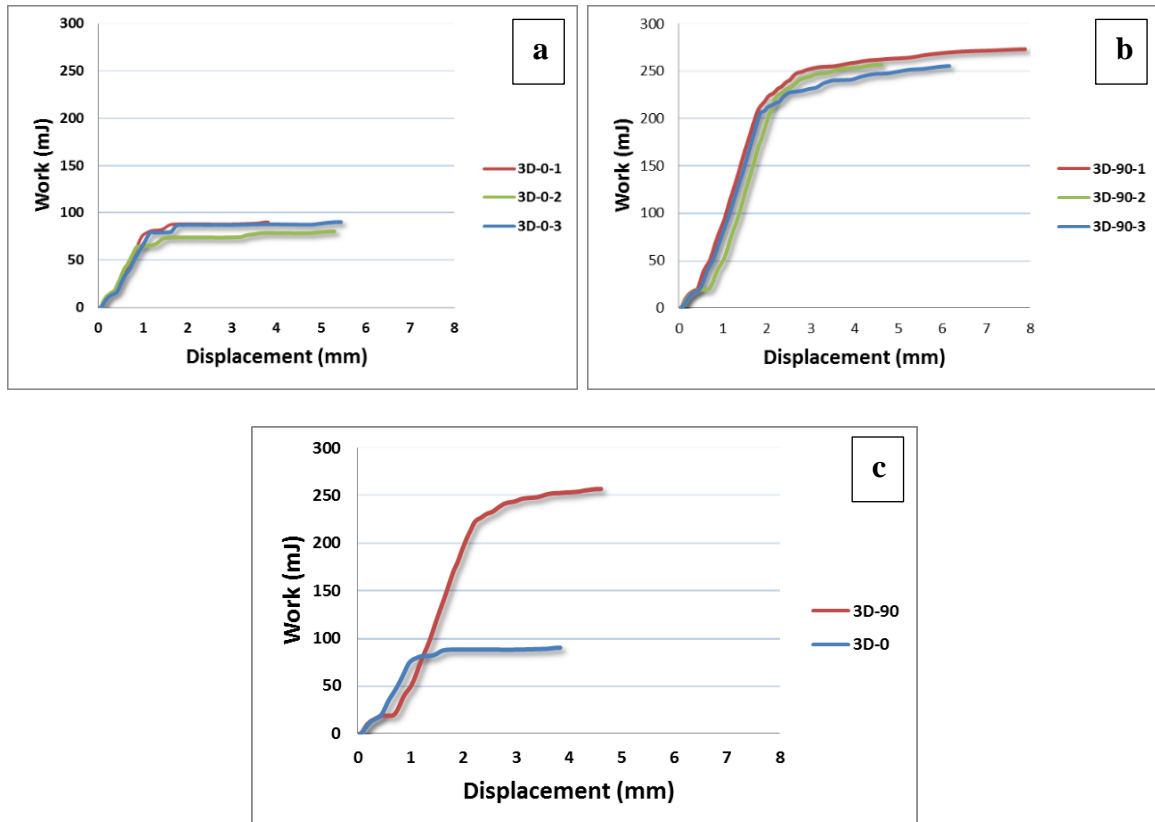 300
250
200
150
100
50
0
Work (mJ)
0 1 2 3 4 5 6 7 8
Displacement (mm)
a
3D-0-1
3D-0-2
3D-0-3
300
250
200
150
100
50
0
Work (mJ)
0 1 2 3 4 5 6 7 8
Displacement (mm)
b
3D-90-1
3D-90-2
3D-90-3
300
250
200
150
100
50
0
Work (mJ)
0 1 2 3 4 5 6 7 8
Displacement (mm)
c
3D-90
3D-0